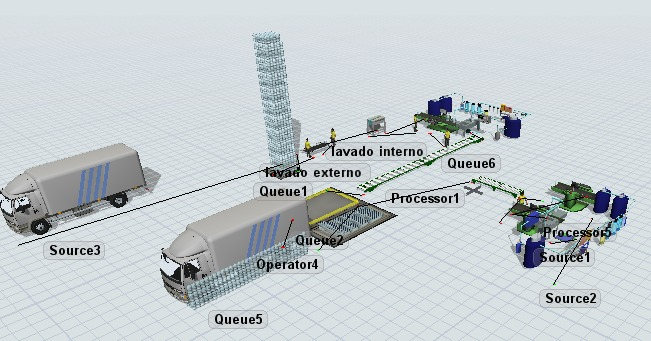 lavado interno
Queue6
lavado externo
Queue1
Processor1
Source3
Queue2
Operator4
Processor5
Source1
Source2
Queue5